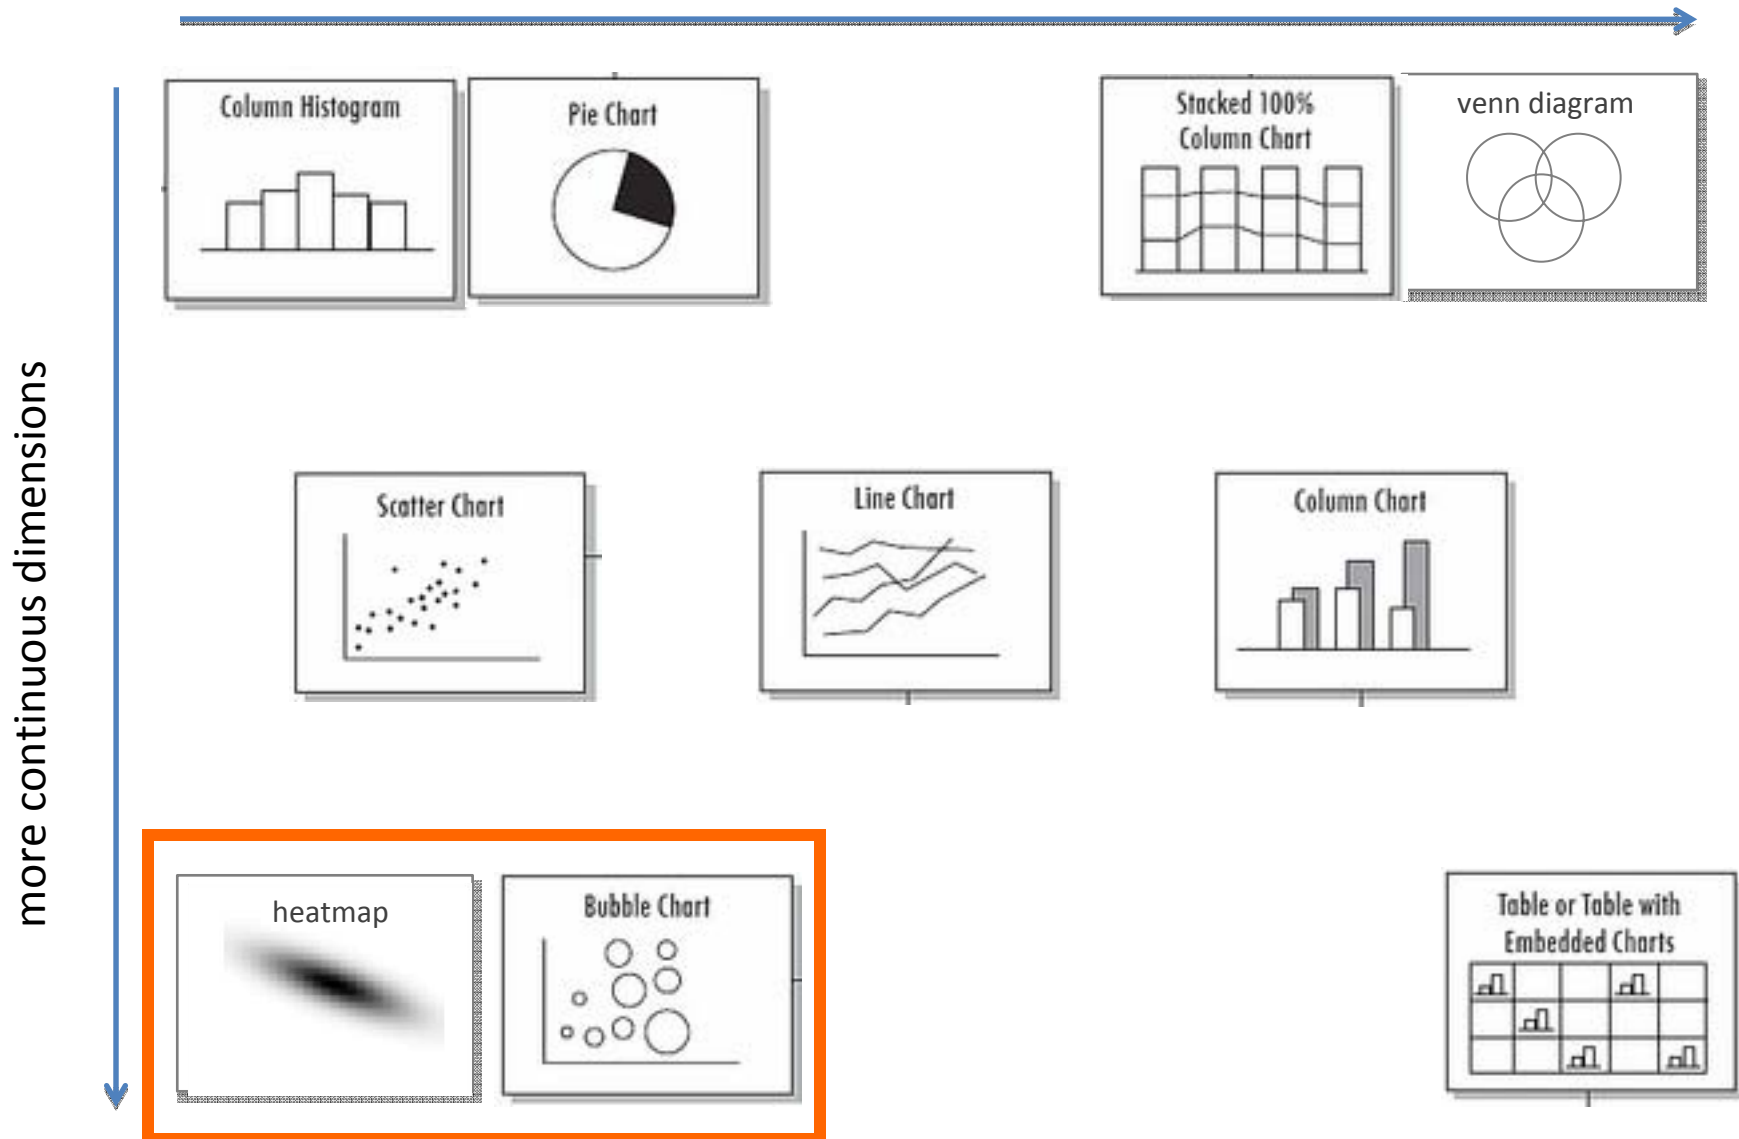 Column Histogram
Pie Chart
Stacked 100%
Column Chart
venn diagram
more continuous dimensions
Scatter Chart
Line Chart
Column Chart
heatmap
Bubble Chart
Table or Table with
Embedded Charts